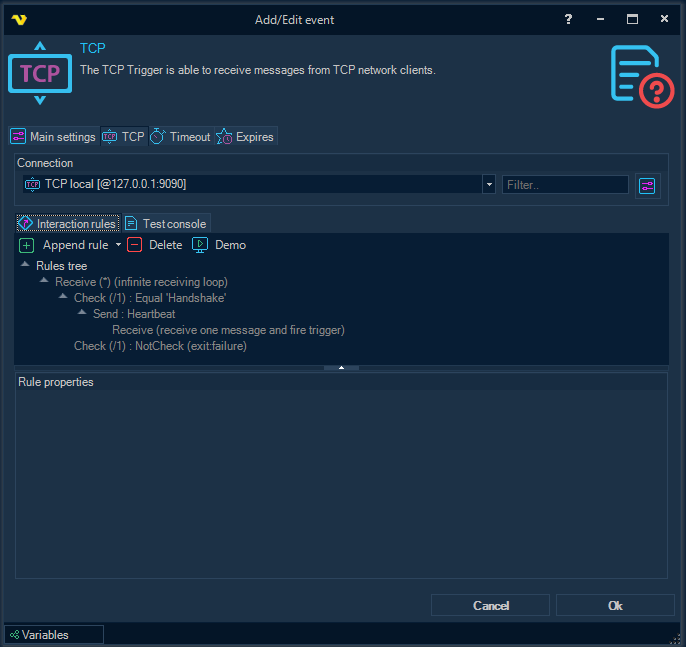 Add/Edit event
?
TCP
TCP
The TCP Trigger is able to receive messages from TCP network clients.
?
Main settings TCP TCP Timeout Expires
Connection
TCP TCP local [@127.0.0.1:9090] Filter..
Interaction rules Test console
Append rule Delete Demo
Rules tree
Receive (*) (infinite receiving loop)
Check (/1) : Equal 'Handshake'
Send : Heartbeat
Receive (receive one message and fire trigger)
Check (/1) : NotCheck (exit:failure)
Rule properties
Cancel Ok
Variables